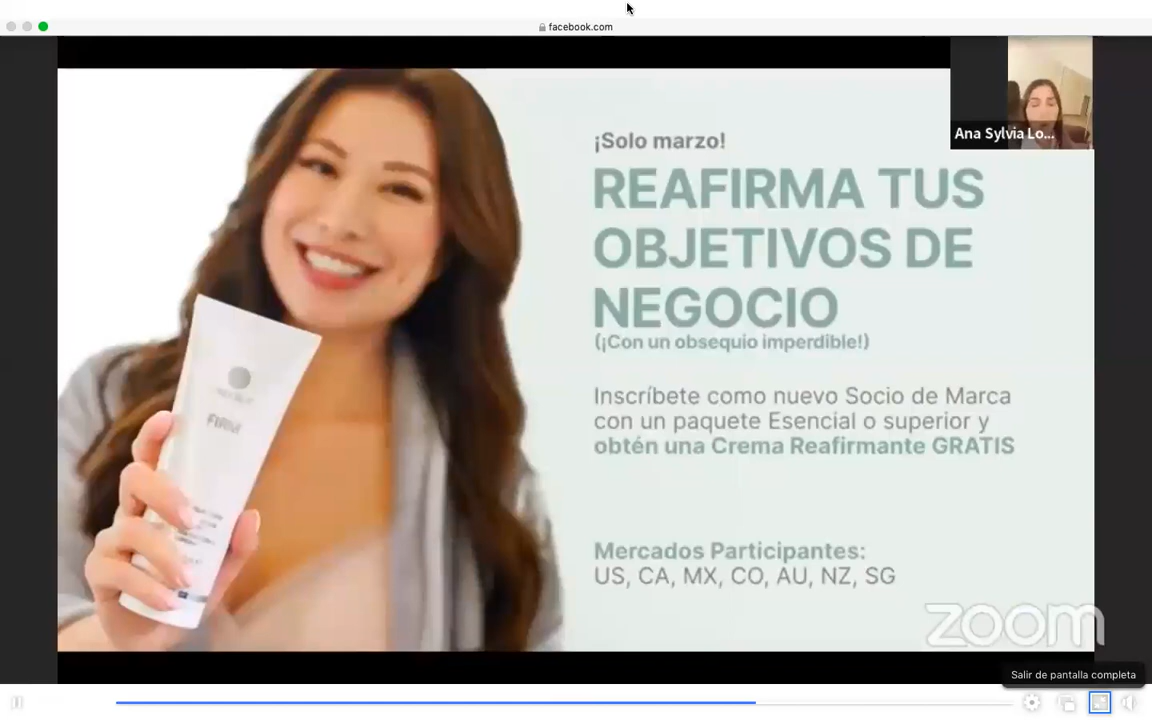 facebook.com
Ana Sylvia Lo...
¡Solo marzo!
REAFIRMA TUS
OBJETIVOS DE
NEGOCIO
(¡Con un obsequio imperdible!)
Inscríbete como nuevo Socio de Marca
con un paquete Esencial o superior y
obtén una Crema Reafirmante GRATIS
FIRM
Mercados Participantes:
US, CA, MX, CO, AU, NZ, SG
zoom
Salir de pantalla completa